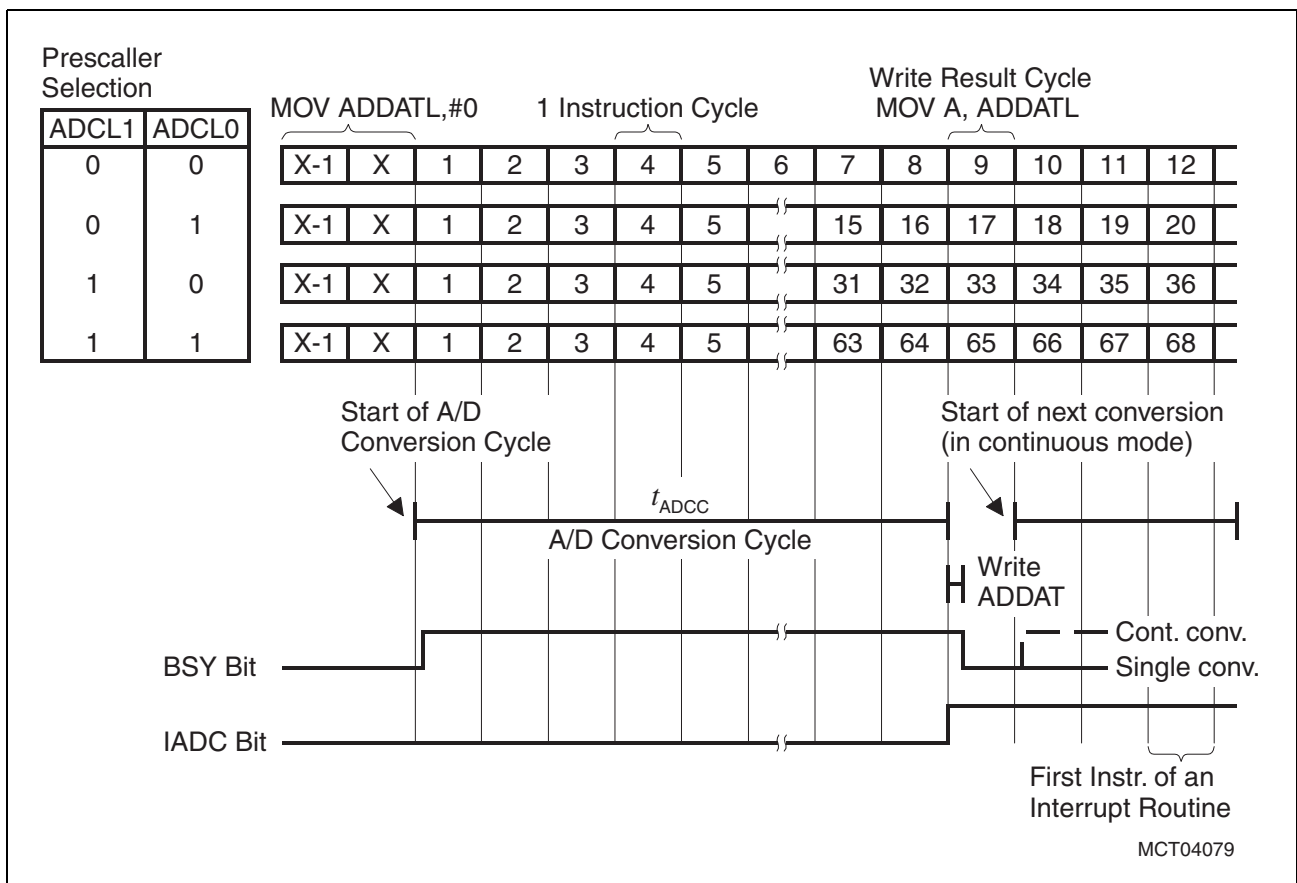 Prescaller
Selection
Write Result Cycle
MOV ADDATL,#0 1 Instruction Cycle MOV A, ADDATL
ADCL1 ADCL0
0 0 X-1 X 1 2 3 4 5 6 7 8 9 10 11 12
0 1 X-1 X 1 2 3 4 5 15 16 17 18 19 20
1 0 X-1 X 1 2 3 4 5 31 32 33 34 35 36
1 1 X-1 X 1 2 3 4 5 63 64 65 66 67 68
Start of A/D
Conversion Cycle
Start of next conversion
(in continuous mode)
tADCC
A/D Conversion Cycle
Write
ADDAT
Cont. conv.
BSY Bit
Single conv.
IADC Bit
First Instr. of an
Interrupt Routine
MCT04079